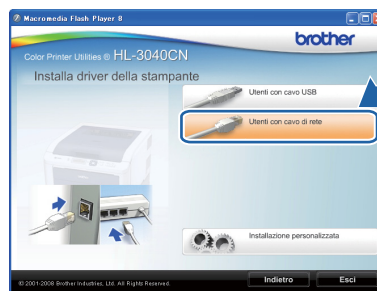 Macromedia Flash Player 8
brother
Color Printer Utilities ® HL-3040CN
Installa driver della stampante
Utenti con cavo USB
Utenti con cavo di rete
Installazione personalizzata
© 2001-2008 Brother Industries, Ltd. All Rights Reserved.
Indietro
Esci